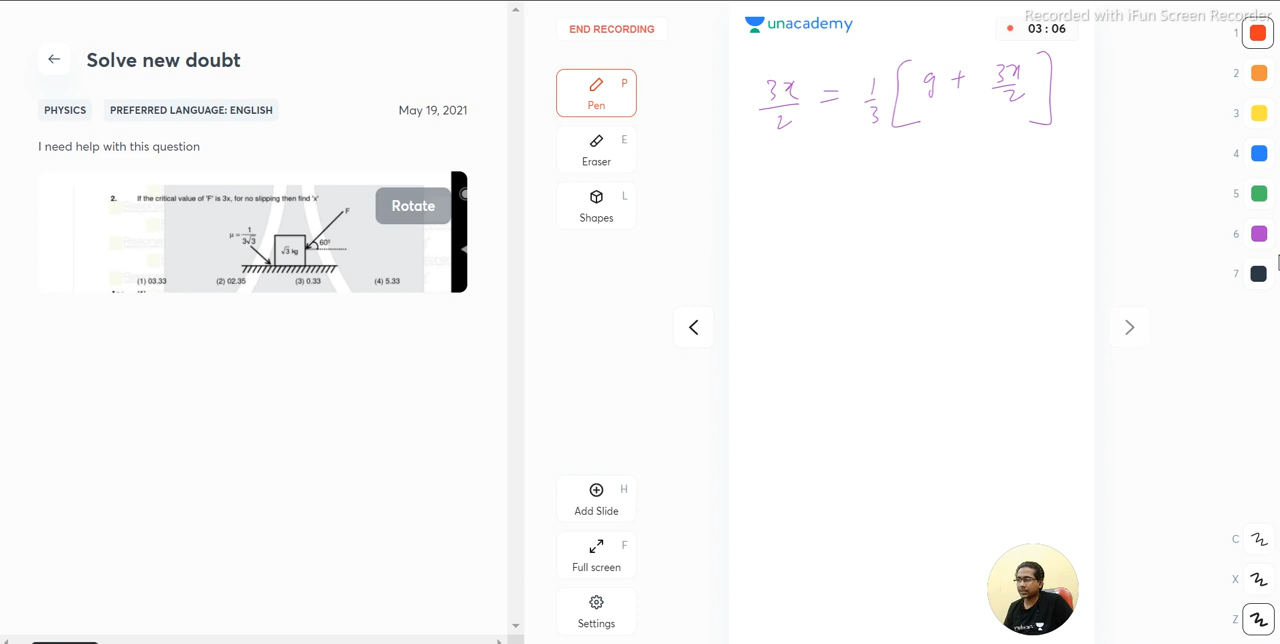 Recorded with iFun Screen Recorder
Solve new doubt
PHYSICS
PREFERRED LANGUAGE: ENGLISH
May 19, 2021
I need help with this question
2. If the critical value of 'F' is 3x, for no slipping then find 'x'
Rotate
F
μ = 1/3√3
60°
√3 kg
(1) 03.33 (2) 02.35 (3) 0.33 (4) 5.33
END RECORDING
P
Pen
E
Eraser
L
Shapes
H
Add Slide
F
Full screen
Settings
unacademy
03 : 06
3x/2 = 1/3 [ g + 3x/2 ]
1
2
3
4
5
6
7
C
X
Z